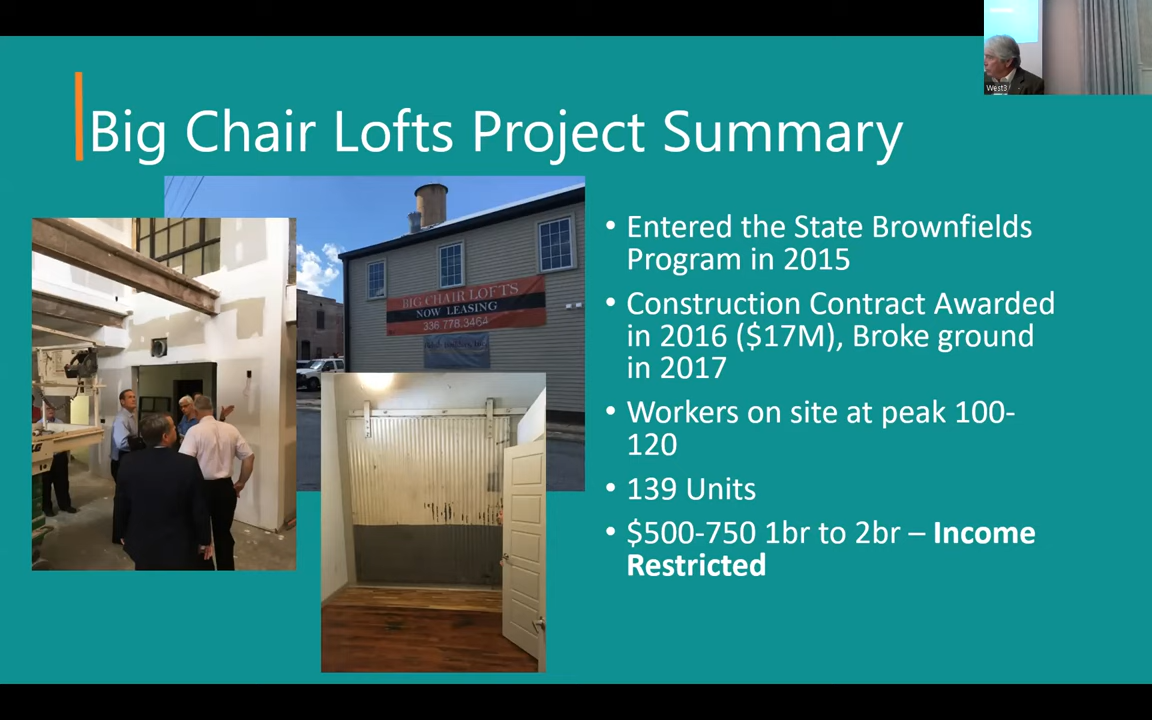 West3
Big Chair Lofts Project Summary
BIG CHAIR LOFTS
NOW LEASING
336.778.3464
• Entered the State Brownfields
Program in 2015
• Construction Contract Awarded
in 2016 ($17M), Broke ground
in 2017
• Workers on site at peak 100-
120
• 139 Units
• $500-750 1br to 2br – Income
Restricted